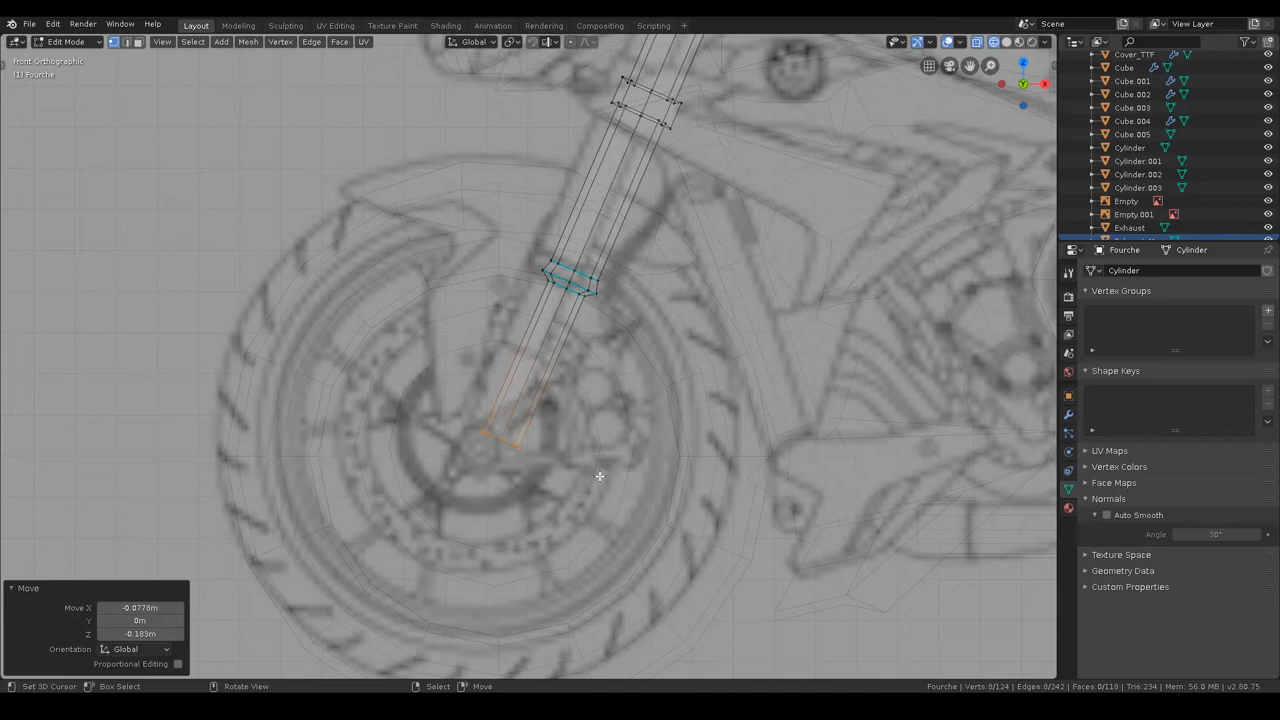 File Edit Render Window Help Layout Modeling Sculpting UV Editing Texture Paint Shading Animation Rendering Compositing Scripting + Scene View Layer
Edit Mode View Select Add Mesh Vertex Edge Face UV Global
Front Orthographic
(1) Fourche
Z
Y
X
Cover_TTF
Cube
Cube.001
Cube.002
Cube.003
Cube.004
Cube.005
Cylinder
Cylinder.001
Cylinder.002
Cylinder.003
Empty
Empty.001
Exhaust
Fourche Cylinder
Cylinder
Vertex Groups
Shape Keys
UV Maps
Vertex Colors
Face Maps
Normals
Auto Smooth
Angle 30°
Texture Space
Geometry Data
Custom Properties
Move
Move X -0.0778m
Y 0m
Z -0.183m
Orientation Global
Proportional Editing
Set 3D Cursor Box Select Rotate View Select Move Fourche | Verts:8/124 | Edges:8/242 | Faces:0/118 | Tris:234 | Mem: 56.0 MB | v2.80.75